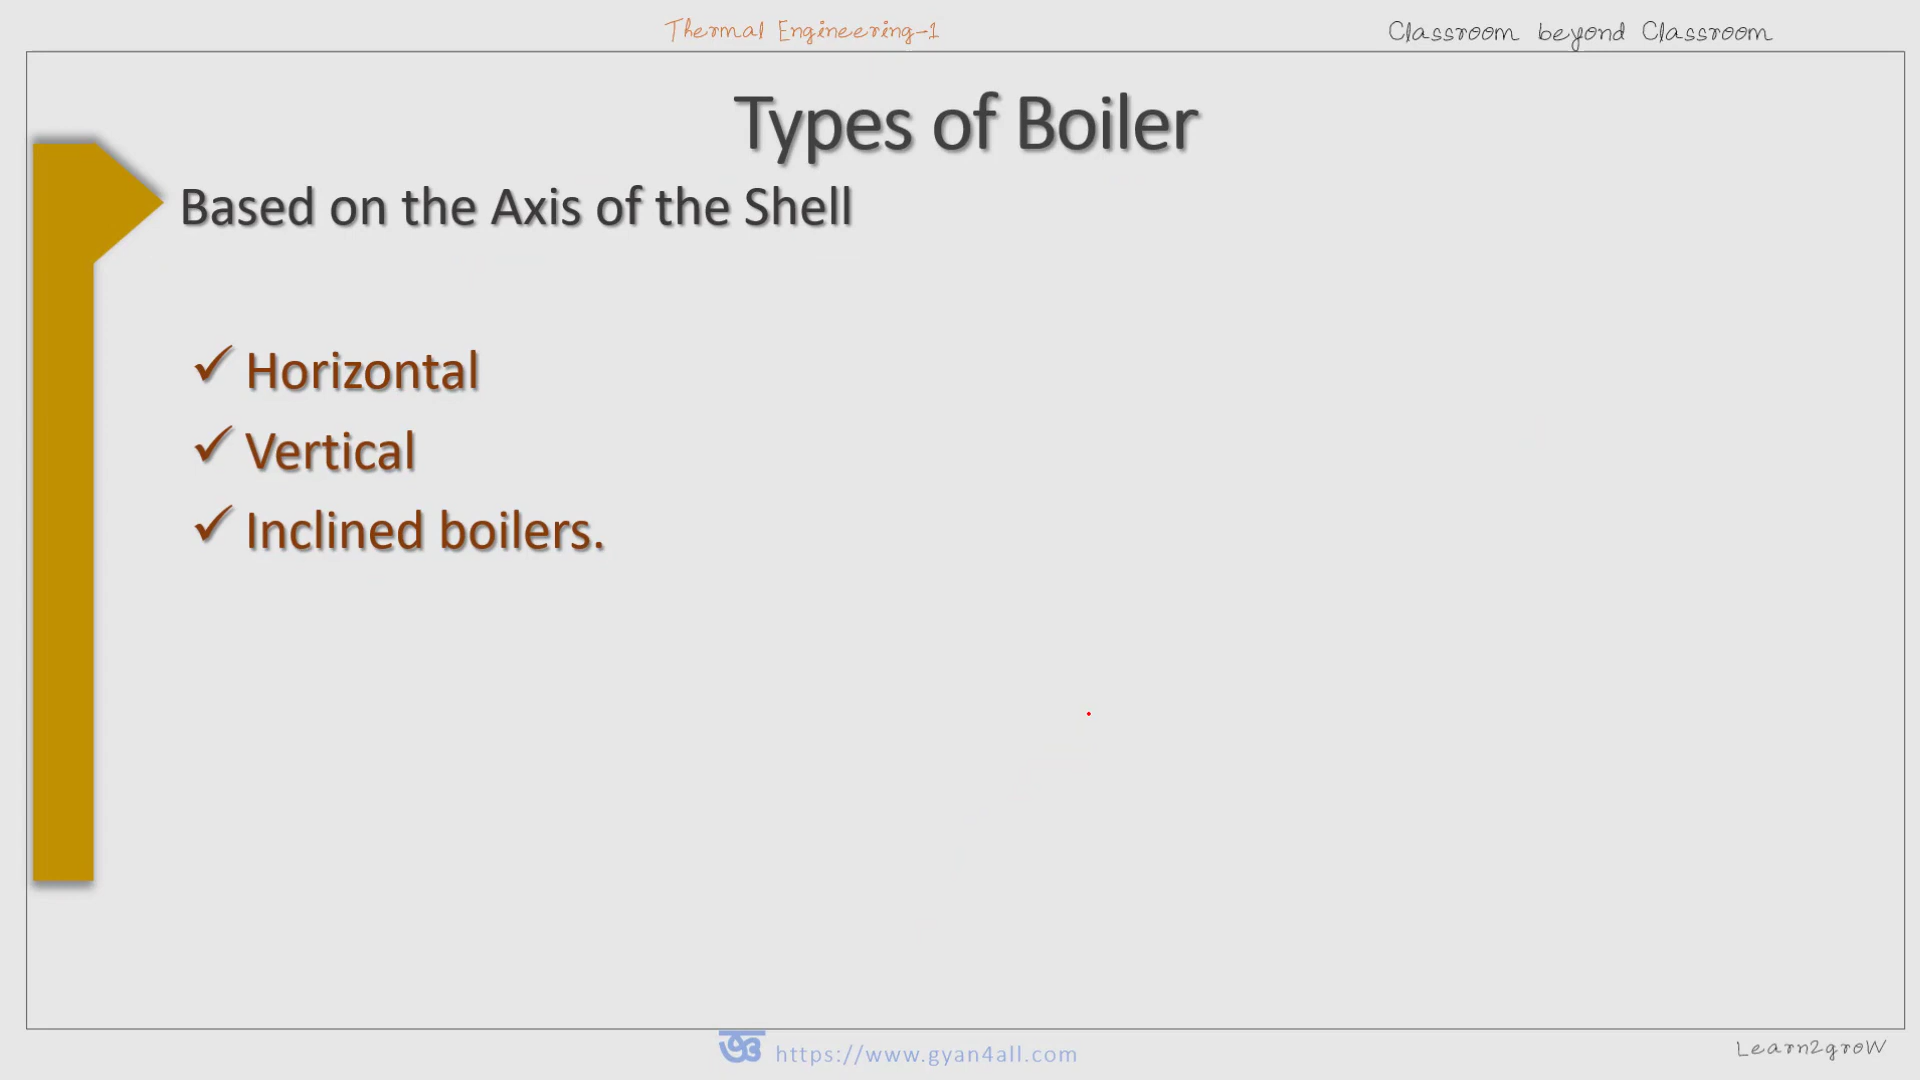 Thermal Engineering-1
Classroom beyond Classroom
Types of Boiler
Based on the Axis of the Shell
✓ Horizontal
✓ Vertical
✓ Inclined boilers.
https://www.gyan4all.com
Learn2groW